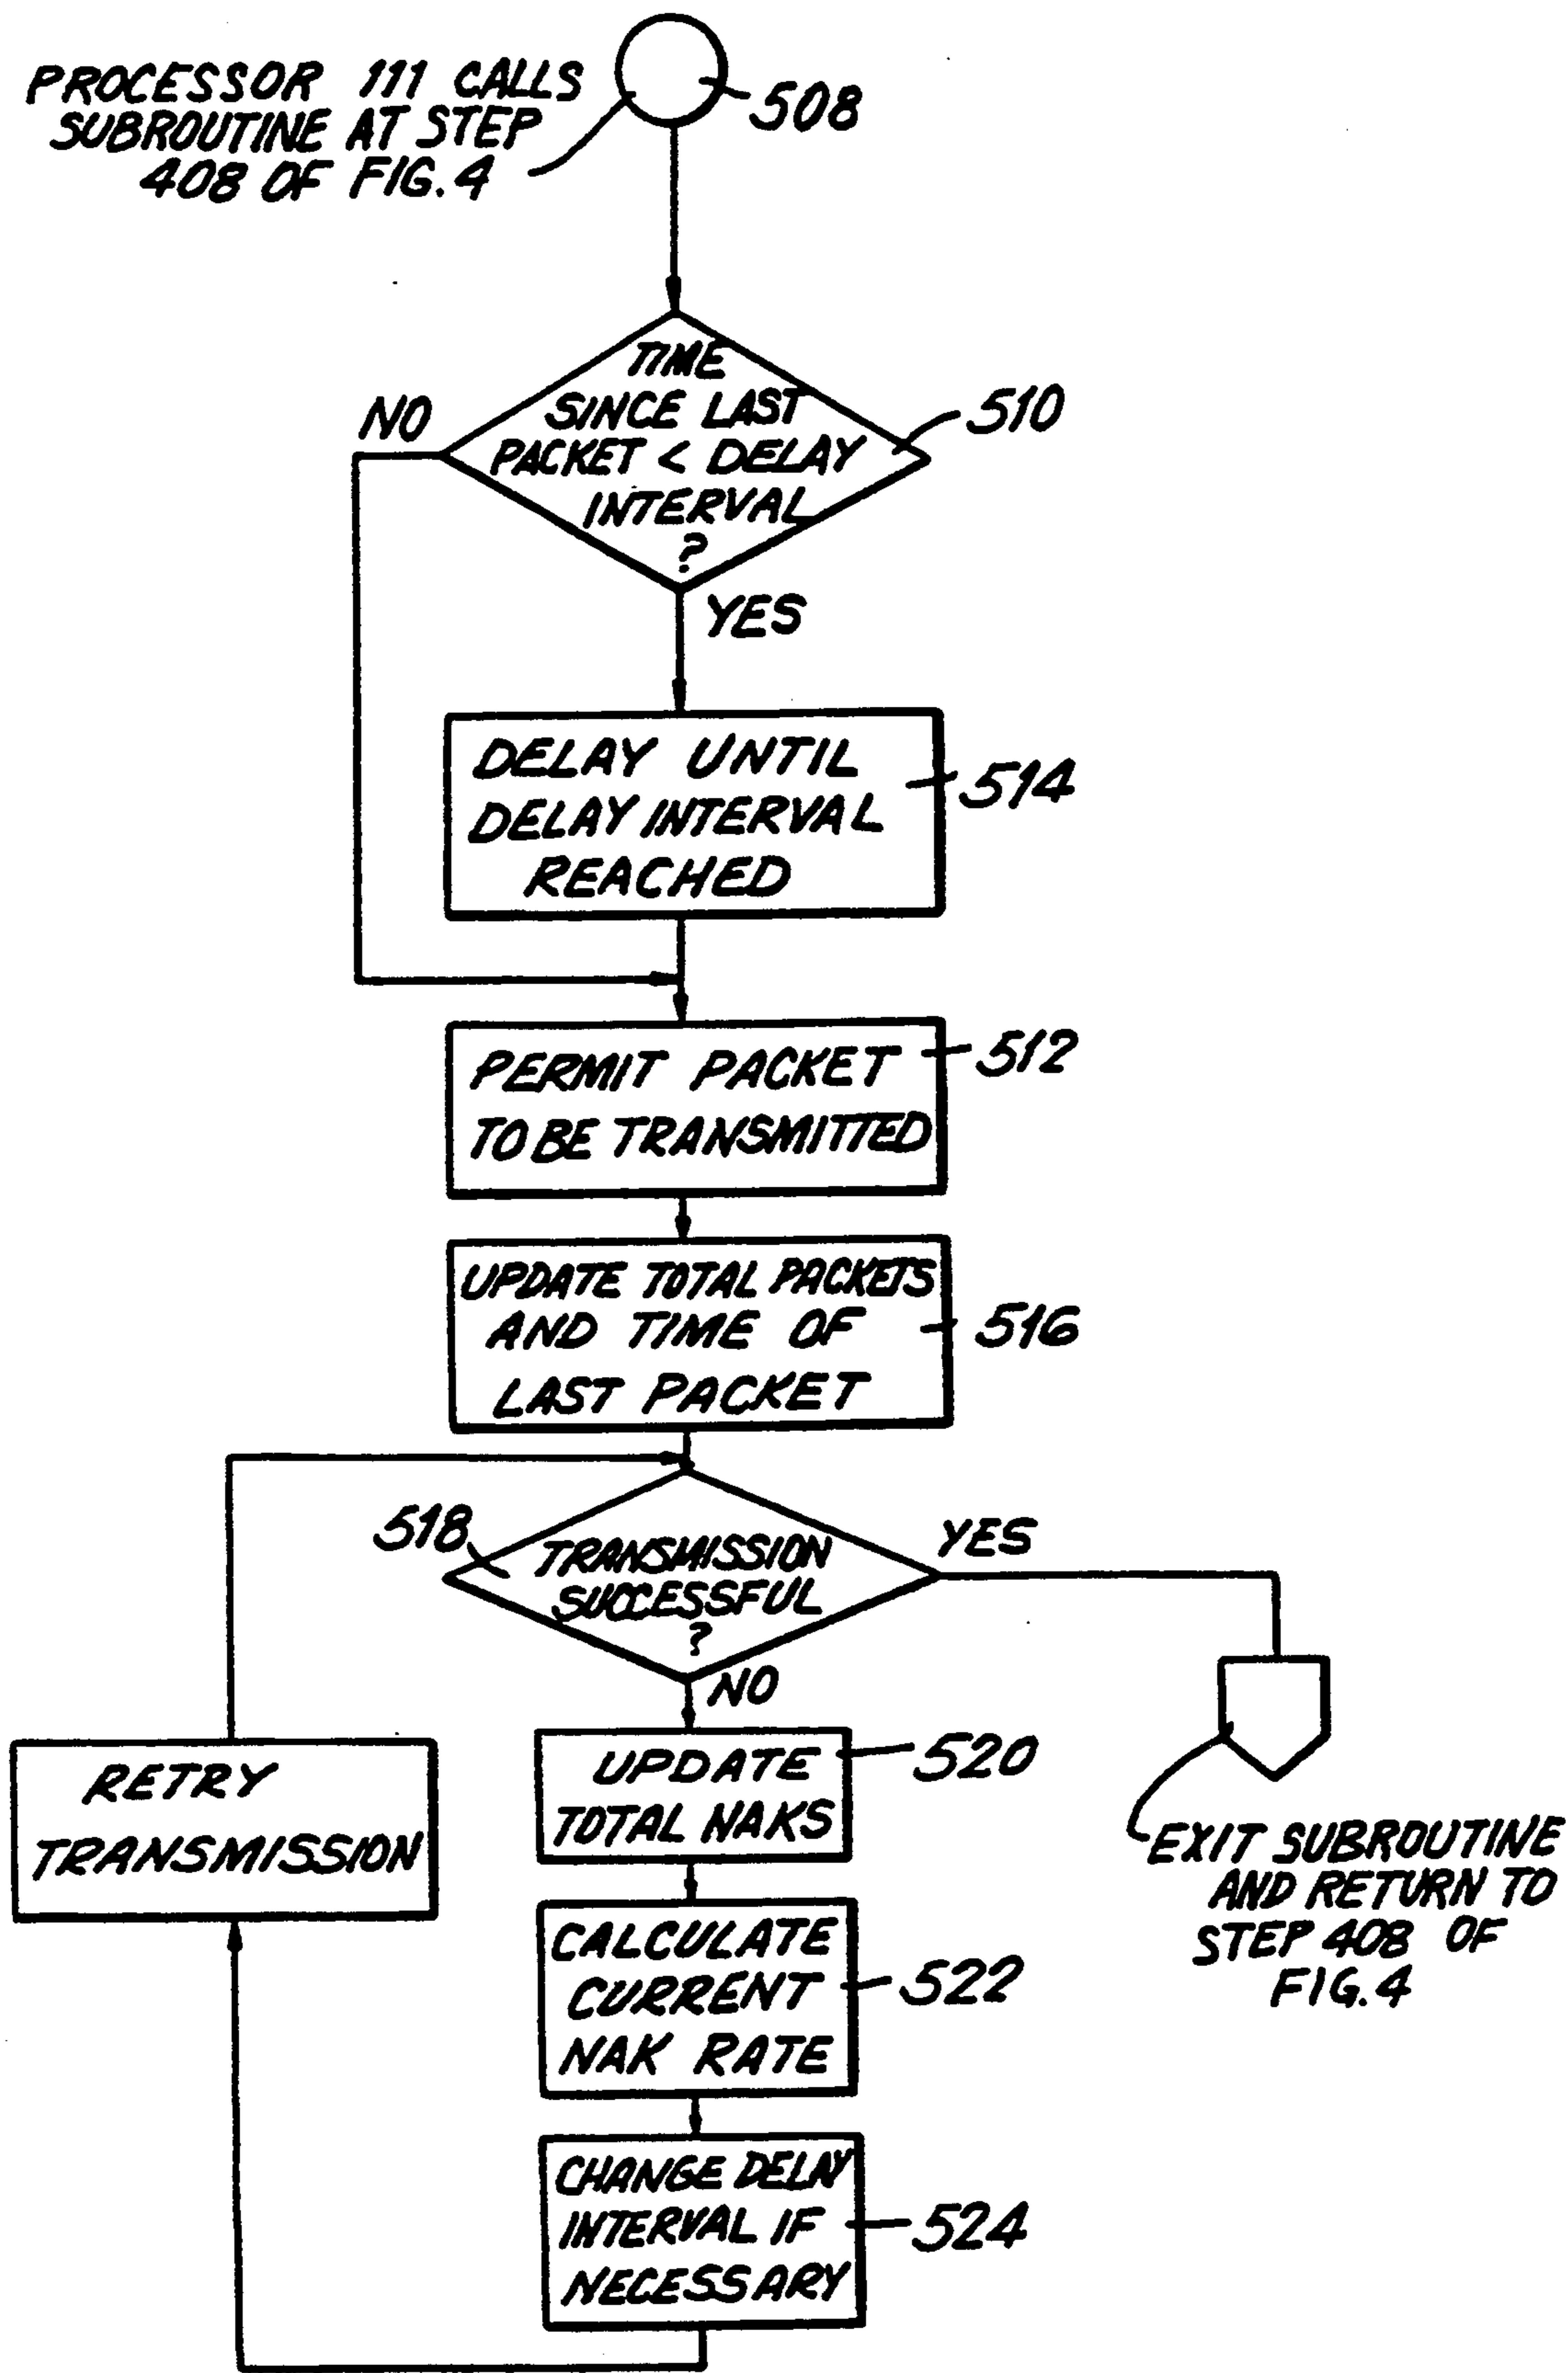 PROCESSOR 111 CALLS
SUBROUTINE AT STEP
408 OF FIG.4
508
TIME
SINCE LAST
PACKET < DELAY
INTERVAL
?
510
NO
YES
DELAY UNTIL
DELAY INTERVAL
REACHED
514
PERMIT PACKET
TO BE TRANSMITTED
512
UPDATE TOTAL PACKETS
AND TIME OF
LAST PACKET
516
518
TRANSMISSION
SUCCESSFUL
?
YES
NO
RETRY
TRANSMISSION
UPDATE
TOTAL NAKS
520
EXIT SUBROUTINE
AND RETURN TO
STEP 408 OF
FIG.4
CALCULATE
CURRENT
NAK RATE
522
CHANGE DELAY
INTERVAL IF
NECESSARY
524